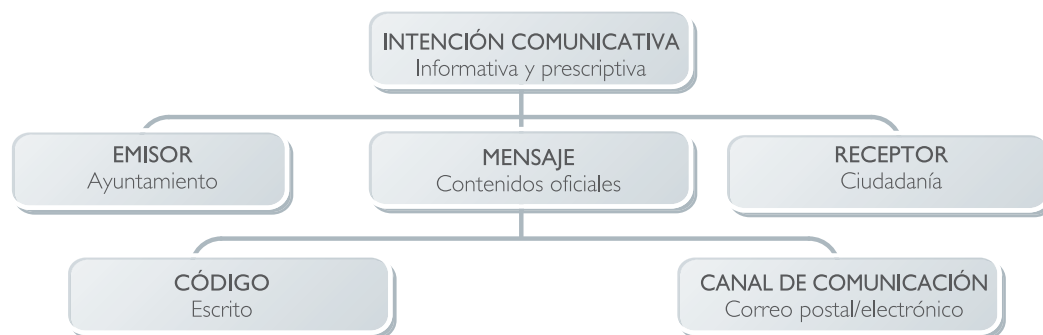 INTENCIÓN COMUNICATIVA
Informativa y prescriptiva
EMISOR
Ayuntamiento
MENSAJE
Contenidos oficiales
RECEPTOR
Ciudadanía
CÓDIGO
Escrito
CANAL DE COMUNICACIÓN
Correo postal/electrónico